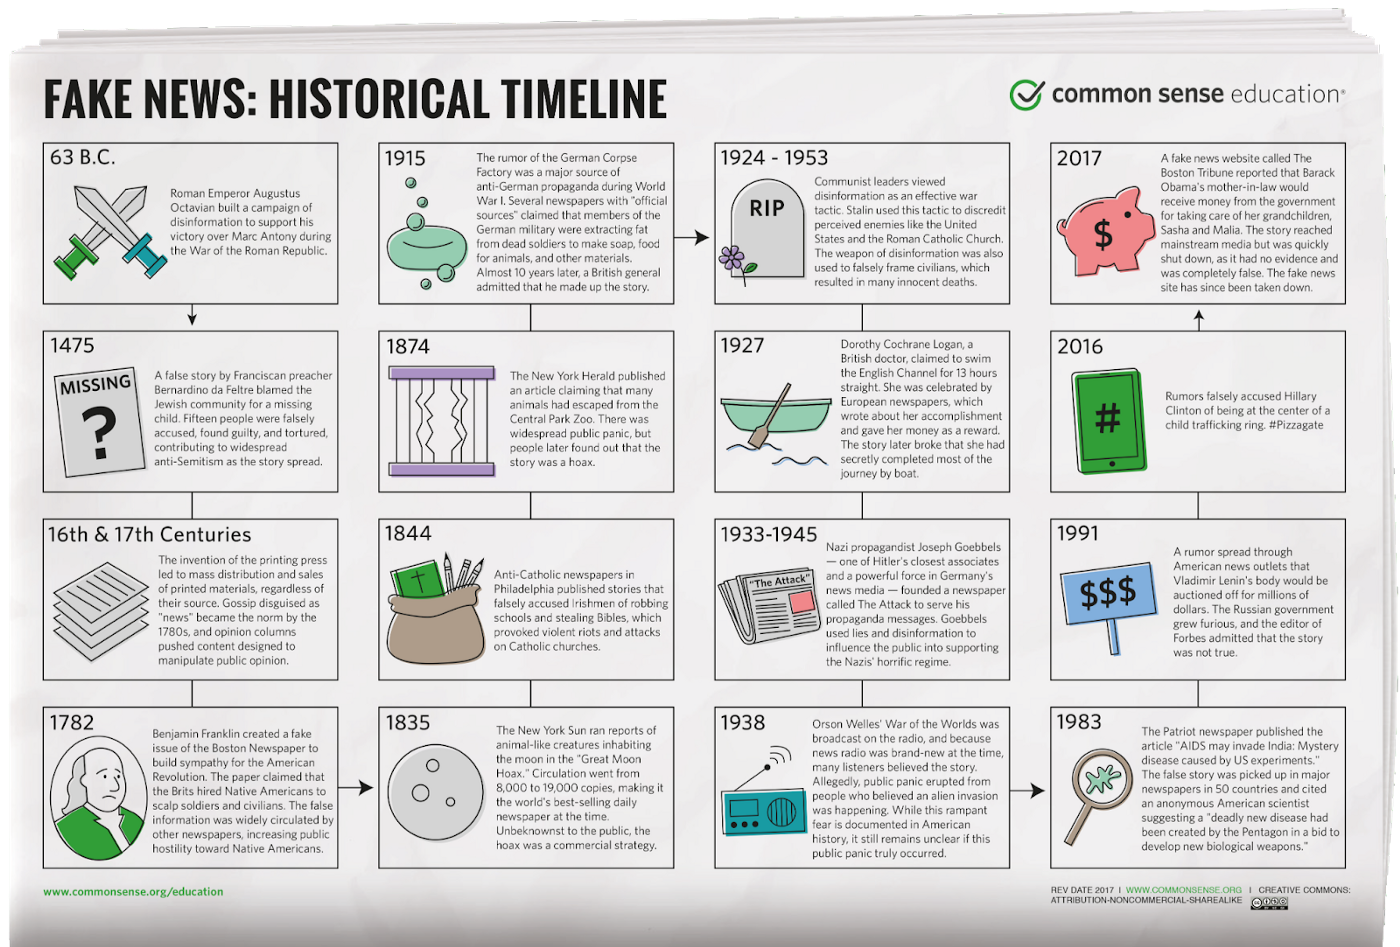 FAKE NEWS: HISTORICAL TIMELINE
common sense education®
63 B.C.
Roman Emperor Augustus
Octavian built a campaign of
disinformation to support his
victory over Marc Antony during
the War of the Roman Republic.
1475
MISSING
?
A false story by Franciscan preacher
Bernardino da Feltre blamed the
Jewish community for a missing
child. Fifteen people were falsely
accused, found guilty, and tortured,
contributing to widespread
anti-Semitism as the story spread.
16th & 17th Centuries
The invention of the printing press
led to mass distribution and sales
of printed materials, regardless of
their source. Gossip disguised as
"news" became the norm by the
1780s, and opinion columns
pushed content designed to
manipulate public opinion.
1782
Benjamin Franklin created a fake
issue of the Boston Newspaper to
build sympathy for the American
Revolution. The paper claimed that
the Brits hired Native Americans to
scalp soldiers and civilians. The false
information was widely circulated by
other newspapers, increasing public
hostility toward Native Americans.
1835
The New York Sun ran reports of
animal-like creatures inhabiting
the moon in the "Great Moon
Hoax." Circulation went from
8,000 to 19,000 copies, making it
the world's best-selling daily
newspaper at the time.
Unbeknownst to the public, the
hoax was a commercial strategy.
1844
Anti-Catholic newspapers in
Philadelphia published stories that
falsely accused Irishmen of robbing
schools and stealing Bibles, which
provoked violent riots and attacks
on Catholic churches.
1874
The New York Herald published
an article claiming that many
animals had escaped from the
Central Park Zoo. There was
widespread public panic, but
people later found out that the
story was a hoax.
1915
The rumor of the German Corpse
Factory was a major source of
anti-German propaganda during World
War I. Several newspapers with "official
sources" claimed that members of the
German military were extracting fat
from dead soldiers to make soap, food
for animals, and other materials.
Almost 10 years later, a British general
admitted that he made up the story.
1924 - 1953
RIP
Communist leaders viewed
disinformation as an effective war
tactic. Stalin used this tactic to discredit
perceived enemies like the United
States and the Roman Catholic Church.
The weapon of disinformation was also
used to falsely frame civilians, which
resulted in many innocent deaths.
1927
Dorothy Cochrane Logan, a
British doctor, claimed to swim
the English Channel for 13 hours
straight. She was celebrated by
European newspapers, which
wrote about her accomplishment
and gave her money as a reward.
The story later broke that she had
secretly completed most of the
journey by boat.
1933-1945
"The Attack"
Nazi propagandist Joseph Goebbels
— one of Hitler's closest associates
and a powerful force in Germany's
news media — founded a newspaper
called The Attack to serve his
propaganda messages. Goebbels
used lies and disinformation to
influence the public into supporting
the Nazis' horrific regime.
1938
Orson Welles' War of the Worlds was
broadcast on the radio, and because
news radio was brand-new at the time,
many listeners believed the story.
Allegedly, public panic erupted from
people who believed an alien invasion
was happening. While this rampant
fear is documented in American
history, it still remains unclear if this
public panic truly occurred.
1983
The Patriot newspaper published the
article "AIDS may invade India: Mystery
disease caused by US experiments."
The false story was picked up in major
newspapers in 50 countries and cited
an anonymous American scientist
suggesting a "deadly new disease had
been created by the Pentagon in a bid to
develop new biological weapons."
1991
$$$
A rumor spread through
American news outlets that
Vladimir Lenin's body would be
auctioned off for millions of
dollars. The Russian government
grew furious, and the editor of
Forbes admitted that the story
was not true.
2016
#
Rumors falsely accused Hillary
Clinton of being at the center of a
child trafficking ring. #Pizzagate
2017
$
A fake news website called The
Boston Tribune reported that Barack
Obama's mother-in-law would
receive money from the government
for taking care of her grandchildren,
Sasha and Malia. The story reached
mainstream media but was quickly
shut down, as it had no evidence and
was completely false. The fake news
site has since been taken down.
www.commonsense.org/education
REV DATE 2017 | WWW.COMMONSENSE.ORG | CREATIVE COMMONS:
ATTRIBUTION-NONCOMMERCIAL-SHAREALIKE